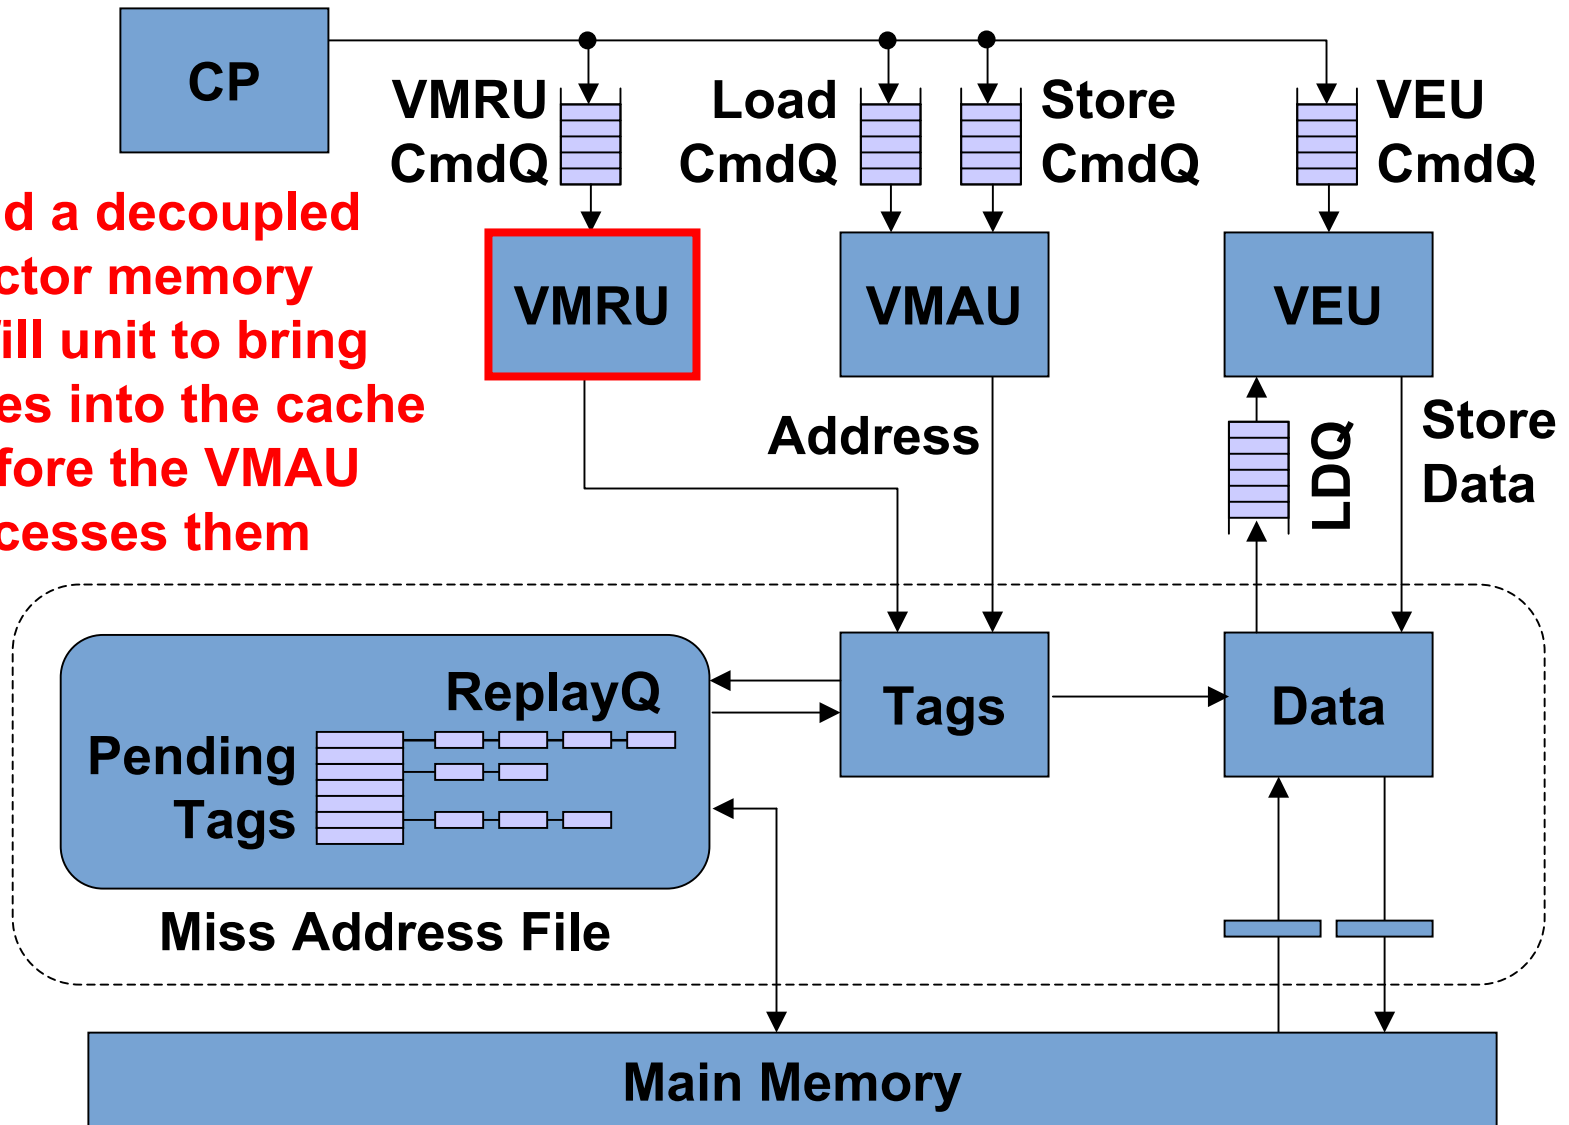 CP
VMRU
CmdQ
Load
CmdQ
Store
CmdQ
VEU
CmdQ
d a decoupled
ctor memory
ill unit to bring
es into the cache
fore the VMAU
cesses them
VMRU
VMAU
VEU
Address
LDQ
Store
Data
ReplayQ
Pending
Tags
Tags
Data
Miss Address File
Main Memory